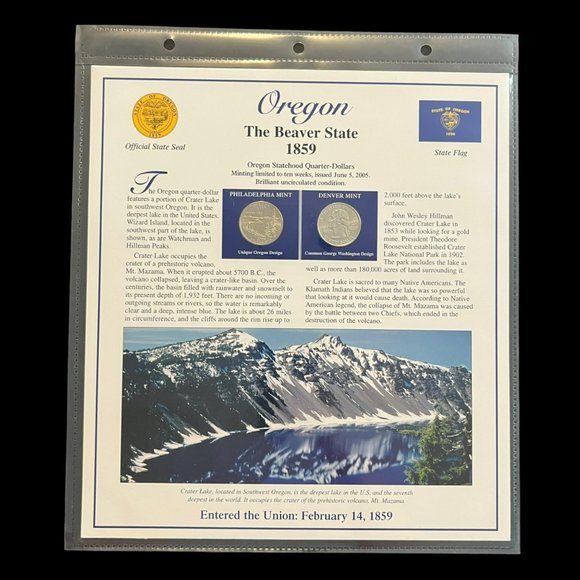 Oregon
The Beaver State
1859
STATE OF OREGON
1859
Official State Seal
STATE OF OREGON
1859
State Flag
Oregon Statehood Quarter-Dollars
Minting limited to ten weeks, issued June 5, 2005.
Brilliant uncirculated condition.
The Oregon quarter-dollar
features a portion of Crater Lake
in southwest Oregon. It is the
deepest lake in the United States.
Wizard Island, located in the
southwest part of the lake, is
shown, as are Watchman and
Hillman Peaks.
Crater Lake occupies the
crater of a prehistoric volcano,
Mt. Mazama. When it erupted about 5700 B.C., the
volcano collapsed, leaving a crater-like basin. Over the
centuries, the basin filled with rainwater and snowmelt to
its present depth of 1,932 feet. There are no incoming or
outgoing streams or rivers, so the water is remarkably
clear and a deep, intense blue. The lake is about 26 miles
in circumference, and the cliffs around the rim rise up to
PHILADELPHIA MINT
Unique Oregon Design
DENVER MINT
Common George Washington Design
2,000 feet above the lake's
surface.
John Wesley Hillman
discovered Crater Lake in
1853 while looking for a gold
mine. President Theodore
Roosevelt established Crater
Lake National Park in 1902.
The park includes the lake as
well as more than 180,000 acres of land surrounding it.
Crater Lake is sacred to many Native Americans. The
Klamath Indians believed that the lake was so powerful
that looking at it would cause death. According to Native
American legend, the collapse of Mt. Mazama was caused
by the battle between two Chiefs, which ended in the
destruction of the volcano.
Crater Lake, located in Southwest Oregon, is the deepest lake in the U.S. and the seventh
deepest in the world. It occupies the crater of the prehistoric volcano, Mt. Mazama.
Entered the Union: February 14, 1859